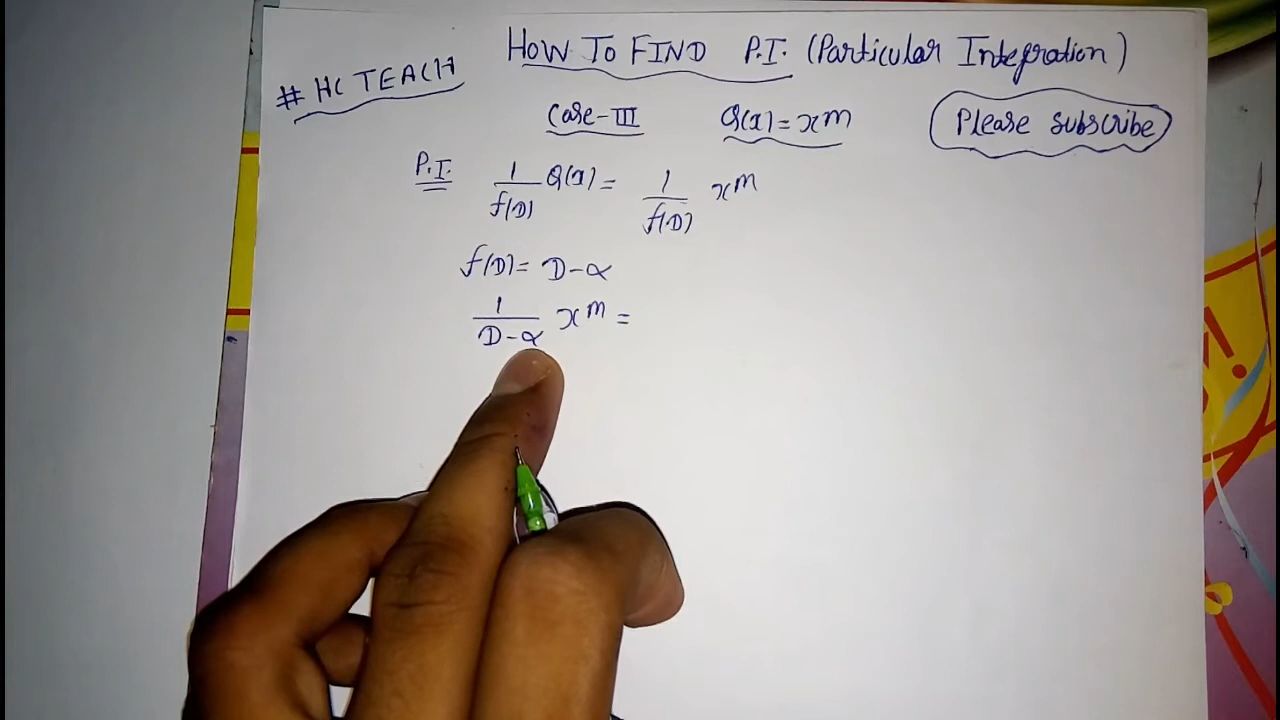 HOW TO FIND P.I. (Particular Integration)
# HC TEACH
Case-III Q(x) = x^m Please subscribe
P.I. 1/f(D) Q(x) = 1/f(D) x^m
f(D) = D-α
1/D-α x^m =